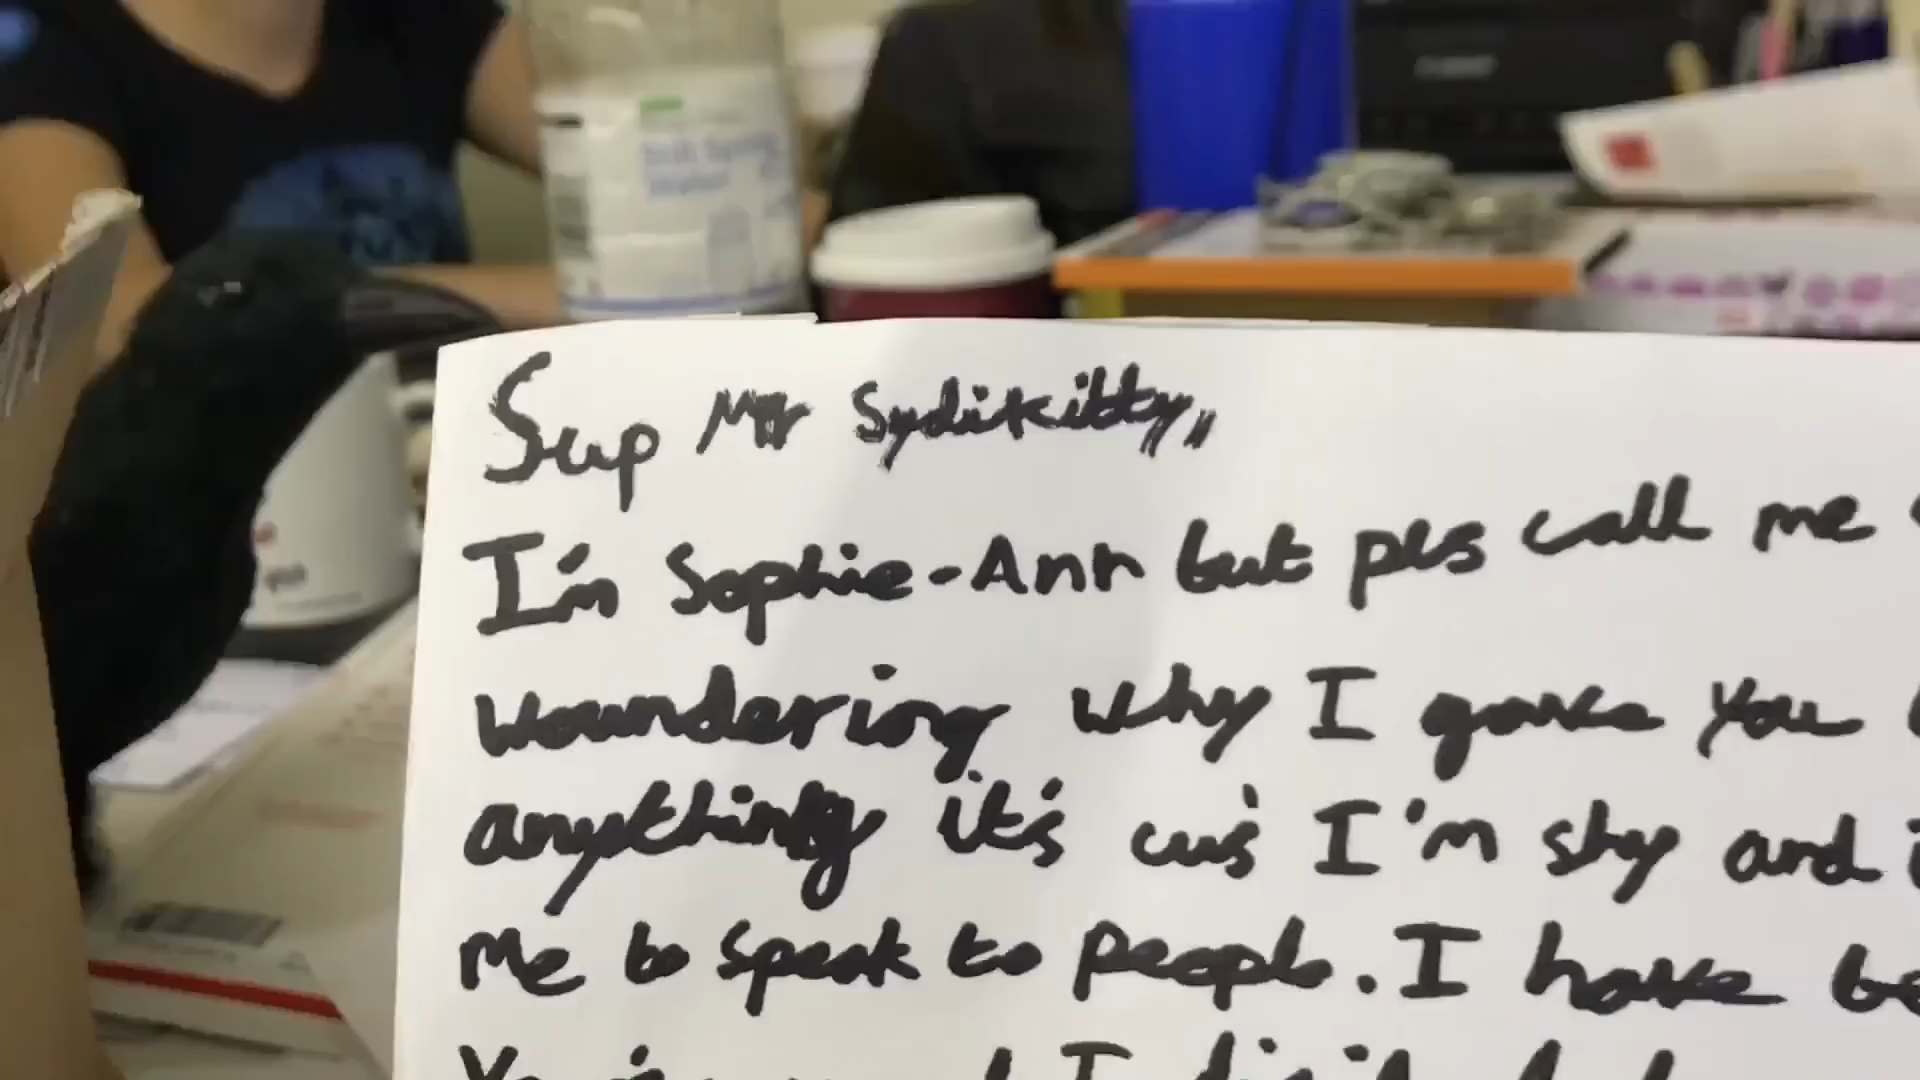 Sup Mr Sydikitty,,
I'm Sophie-Ann but pls call me
woundering why I gave you
anything it's cus I'm shy and
Me to speak to people. I have be